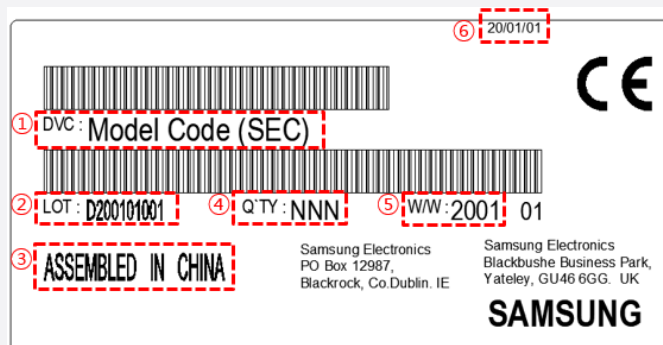 ⑥ 20/01/01
CE
① DVC : Model Code (SEC)
② LOT : D200101001 ④ Q`TY : NNN ⑤ W/W : 2001 01
③ ASSEMBLED IN CHINA
Samsung Electronics
PO Box 12987,
Blackrock, Co.Dublin. IE
Samsung Electronics
Blackbushe Business Park,
Yateley, GU46 6GG. UK
SAMSUNG